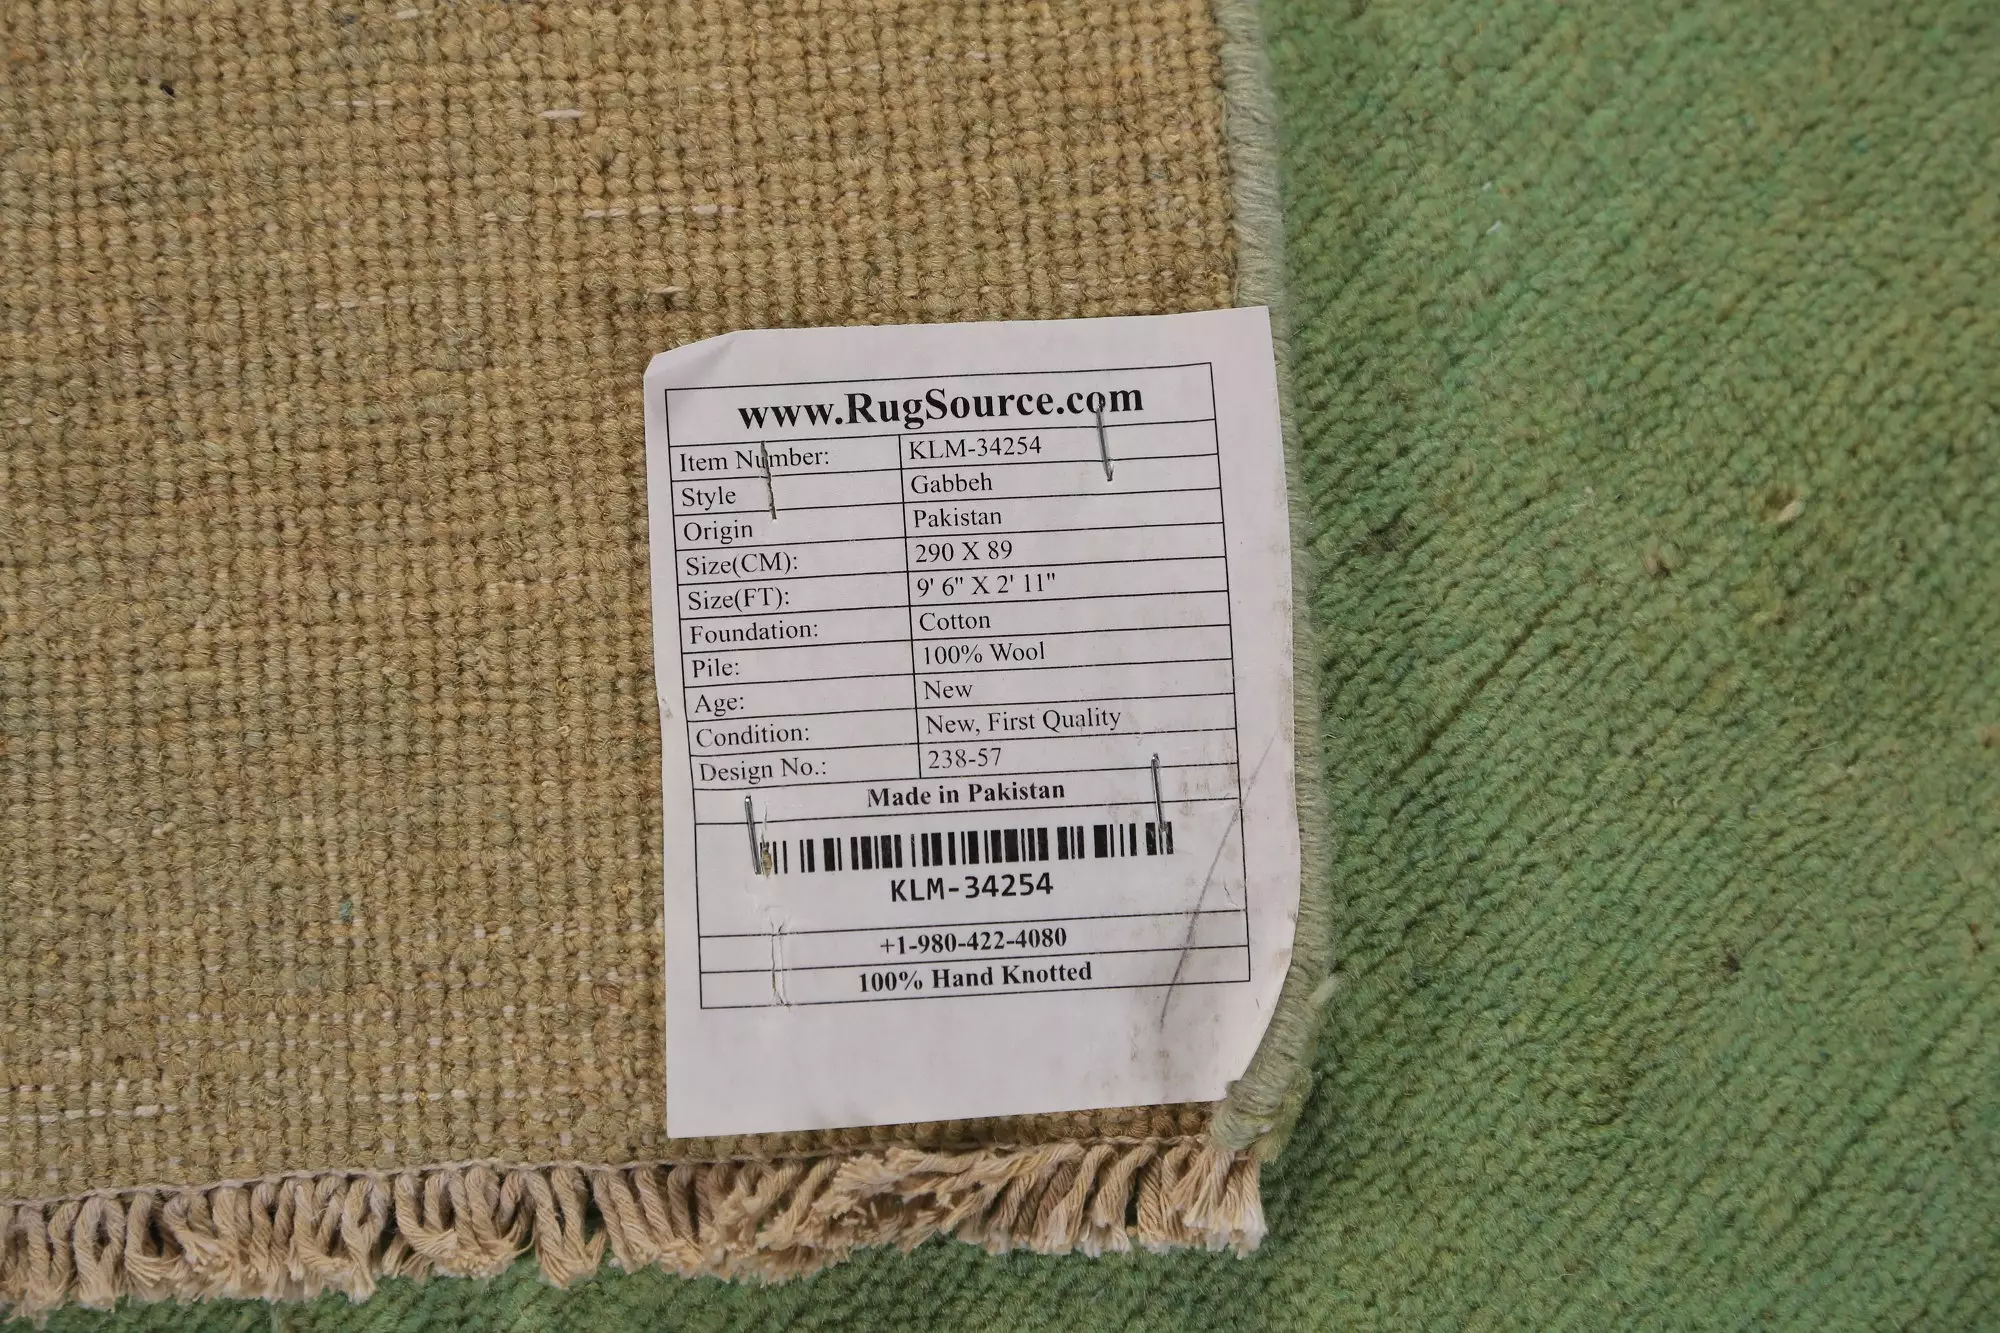 www.RugSource.com
Item Number: KLM-34254
Style Gabbeh
Origin Pakistan
Size(CM): 290 X 89
Size(FT): 9' 6" X 2' 11"
Foundation: Cotton
Pile: 100% Wool
Age: New
Condition: New, First Quality
Design No.: 238-57
Made in Pakistan
KLM-34254
+1-980-422-4080
100% Hand Knotted